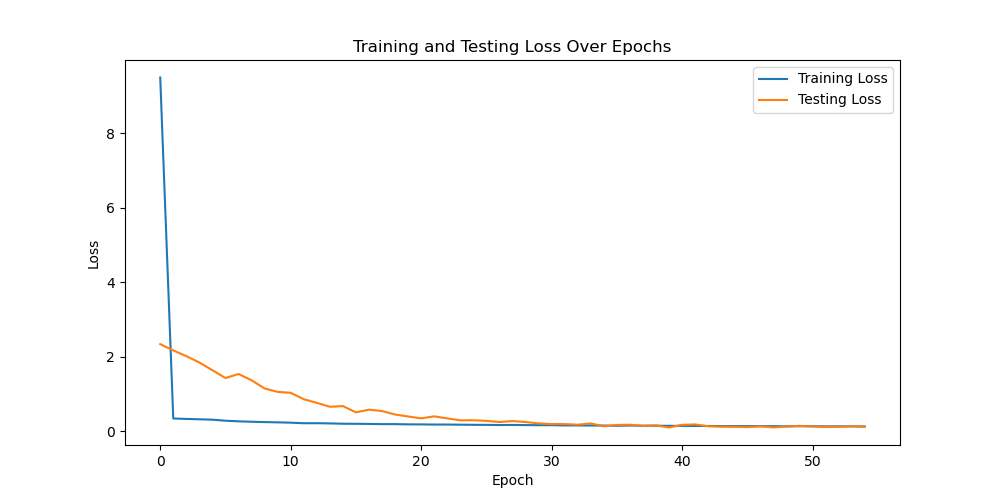 Training and Testing Loss Over Epochs
Training Loss
Testing Loss
8
6
4
2
0
Loss
0 10 20 30 40 50
Epoch